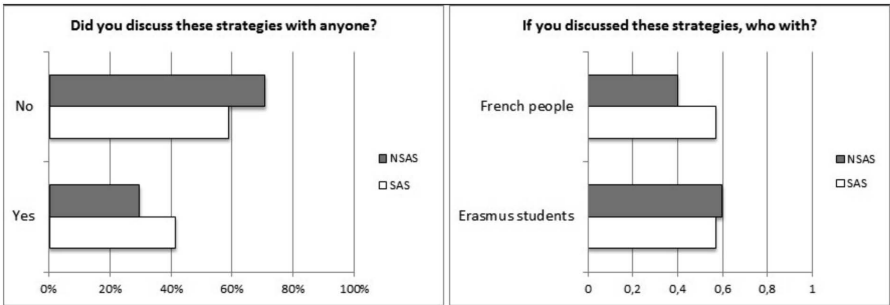 Did you discuss these strategies with anyone?
No
Yes
NSAS
SAS
0% 20% 40% 60% 80% 100%
If you discussed these strategies, who with?
French people
Erasmus students
NSAS
SAS
0 0,2 0,4 0,6 0,8 1